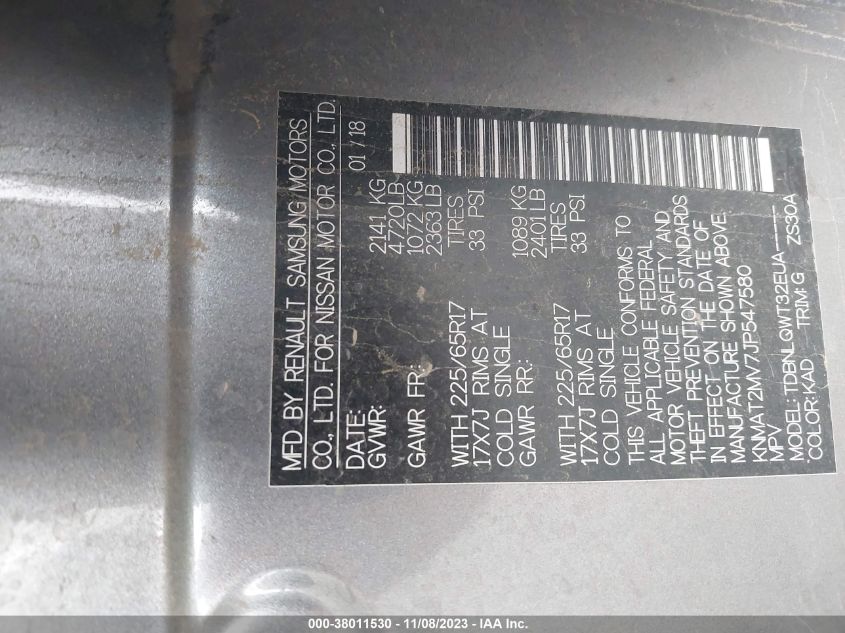 MFD BY RENAULT SAMSUNG MOTORS
CO., LTD. FOR NISSAN MOTOR CO., LTD.
DATE: 01 / 18
GVWR: 2141 KG
4720LB
GAWR FR: 1072 KG
2363 LB
WITH 225/65R17 TIRES
17X7J RIMS AT 33 PSI
COLD SINGLE
GAWR RR: 1089 KG
2401 LB
WITH 225/65R17 TIRES
17X7J RIMS AT 33 PSI
COLD SINGLE
THIS VEHICLE CONFORMS TO
ALL APPLICABLE FEDERAL
MOTOR VEHICLE SAFETY AND
THEFT PREVENTION STANDARDS
IN EFFECT ON THE DATE OF
MANUFACTURE SHOWN ABOVE.
KNMAT2MV7JP547580
MPV
MODEL: TDBNLQWT32EUA-----
COLOR: KAD TRIM: G ZS30A
000-38011530 - 11/08/2023 - IAA Inc.